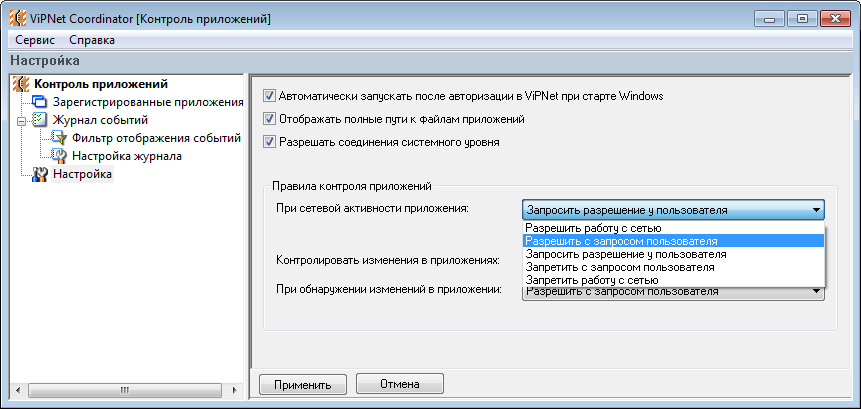 ViPNet Coordinator [Контроль приложений]
Сервис Справка
Настройка
Контроль приложений
Зарегистрированные приложения
Журнал событий
Фильтр отображения событий
Настройка журнала
Настройка
Автоматически запускать после авторизации в ViPNet при старте Windows
Отображать полные пути к файлам приложений
Разрешать соединения системного уровня
Правила контроля приложений
При сетевой активности приложения: Запросить разрешение у пользователя
Разрешить работу с сетью
Разрешить с запросом пользователя
Запросить разрешение у пользователя
Запретить с запросом пользователя
Запретить работу с сетью
Контролировать изменения в приложениях:
При обнаружении изменений в приложении: Разрешить с запросом пользователя
Применить Отмена